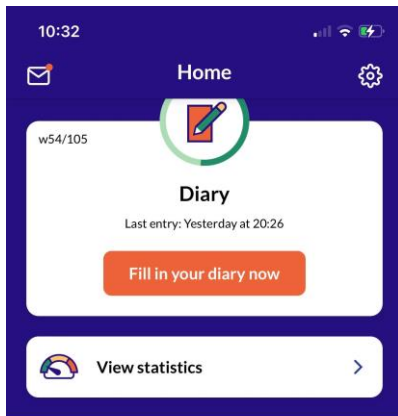 10:32
Home
w54/105
Diary
Last entry: Yesterday at 20:26
Fill in your diary now
View statistics